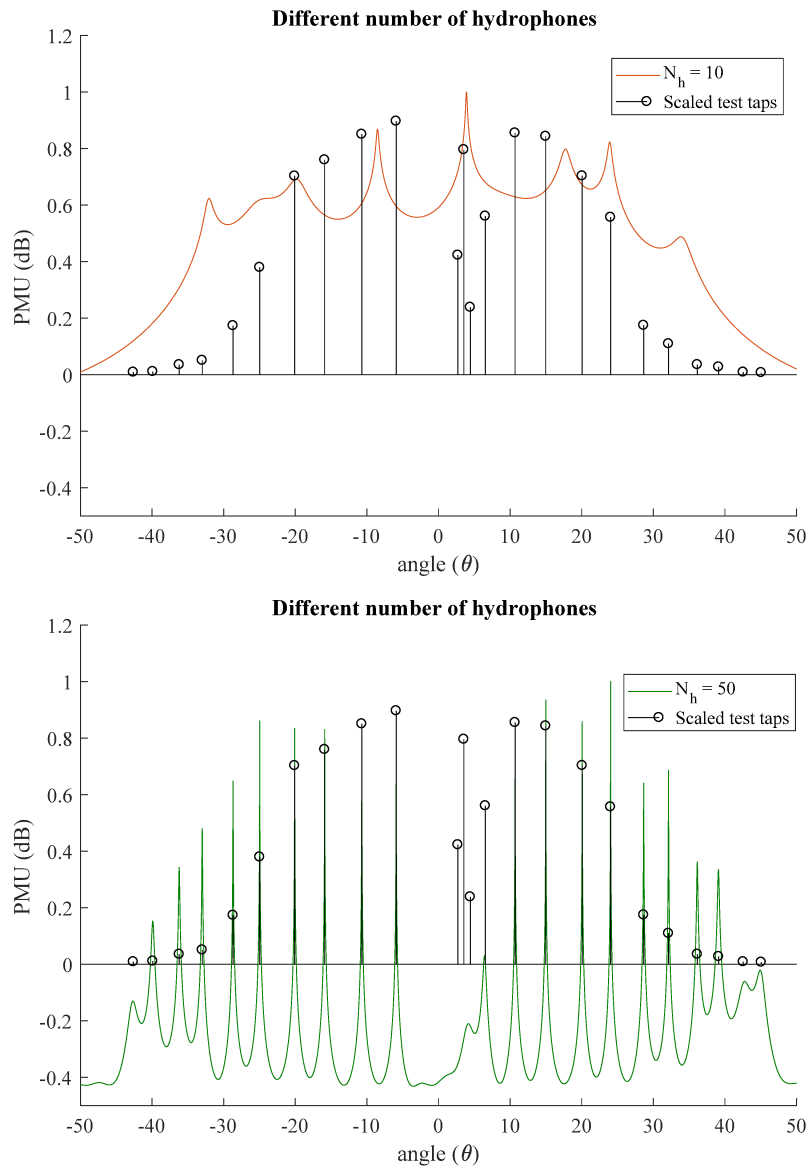 Different number of hydrophones
1.2
1
0.8
0.6
0.4
0.2
0
-0.2
-0.4
PMU (dB)
N_h = 10
Scaled test taps
-50 -40 -30 -20 -10 0 10 20 30 40 50
angle (θ)
Different number of hydrophones
1.2
1
0.8
0.6
0.4
0.2
0
-0.2
-0.4
PMU (dB)
N_h = 50
Scaled test taps
-50 -40 -30 -20 -10 0 10 20 30 40 50
angle (θ)